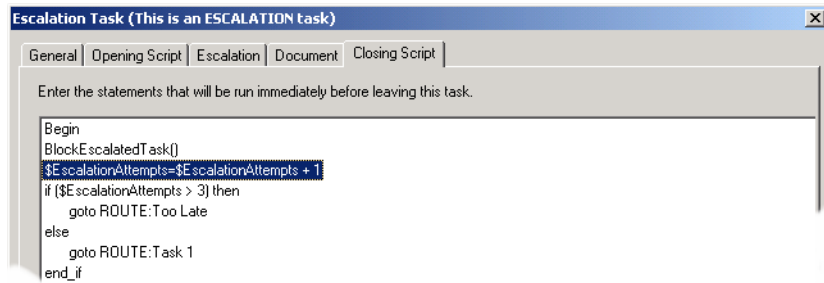 Escalation Task (This is an ESCALATION task)
General Opening Script Escalation Document Closing Script
Enter the statements that will be run immediately before leaving this task.
Begin
BlockEscalatedTask()
$EscalationAttempts=$EscalationAttempts + 1
if ($EscalationAttempts > 3) then
goto ROUTE:Too Late
else
goto ROUTE:Task 1
end_if